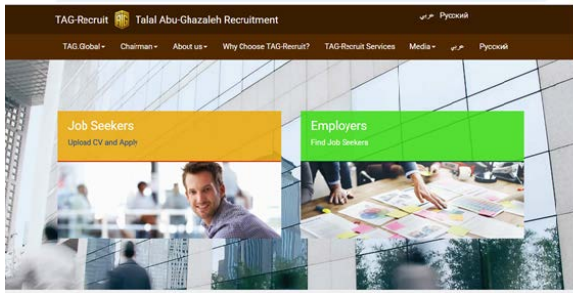 TAG-Recruit Talal Abu-Ghazaleh Recruitment عربي Русский
TAG.Global Chairman About us Why Choose TAG-Recruit? TAG-Recruit Services Media عربي Русский
Job Seekers
Upload CV and Apply
Employers
Find Job Seekers